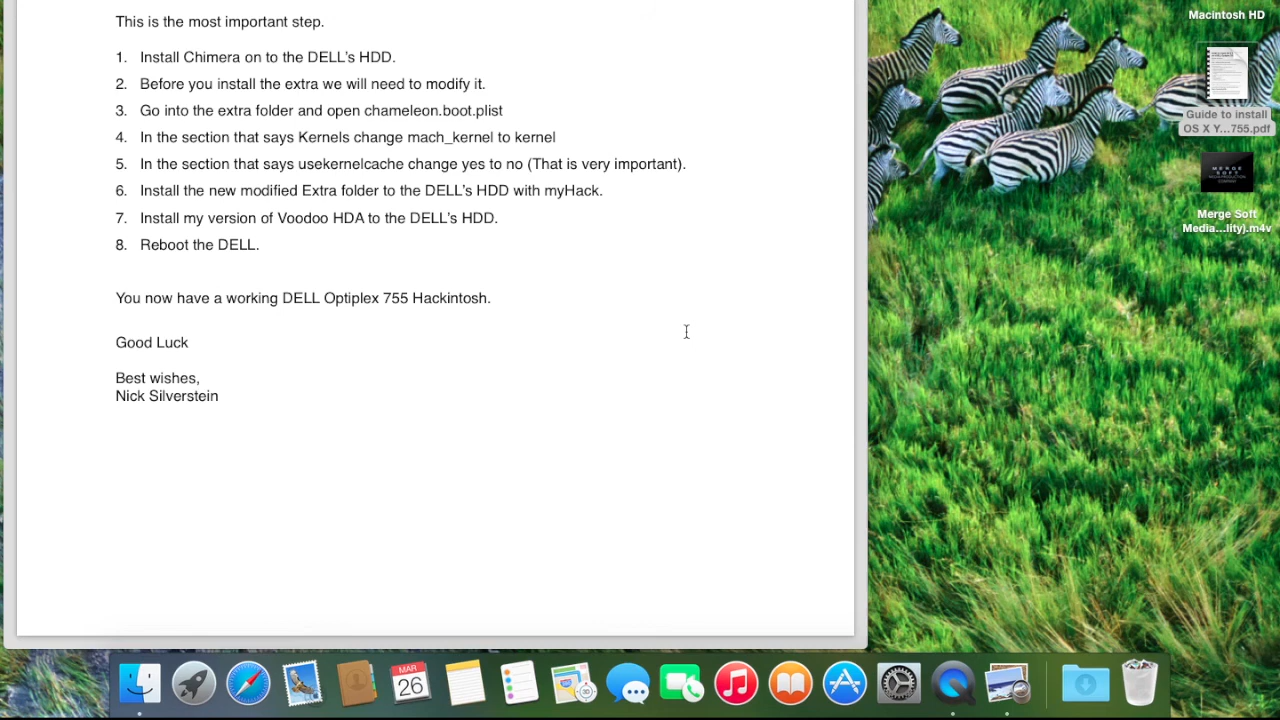 This is the most important step.
1. Install Chimera on to the DELL's HDD.
2. Before you install the extra we will need to modify it.
3. Go into the extra folder and open chameleon.boot.plist
4. In the section that says Kernels change mach_kernel to kernel
5. In the section that says usekernelcache change yes to no (That is very important).
6. Install the new modified Extra folder to the DELL's HDD with myHack.
7. Install my version of Voodoo HDA to the DELL's HDD.
8. Reboot the DELL.
You now have a working DELL Optiplex 755 Hackintosh.
Good Luck
Best wishes,
Nick Silverstein
Macintosh HD
Guide to install
OS X Y...755.pdf
MERGE
SOFT
Merge Soft
Media...lity).m4v
MAR
26